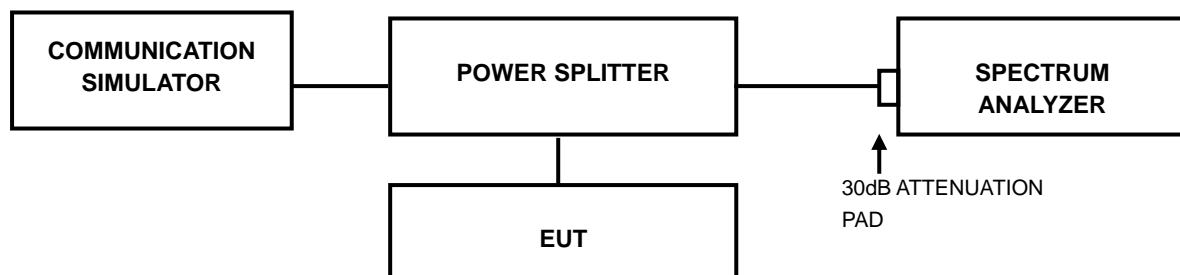 COMMUNICATION
SIMULATOR
POWER SPLITTER
SPECTRUM
ANALYZER
30dB ATTENUATION
PAD
EUT